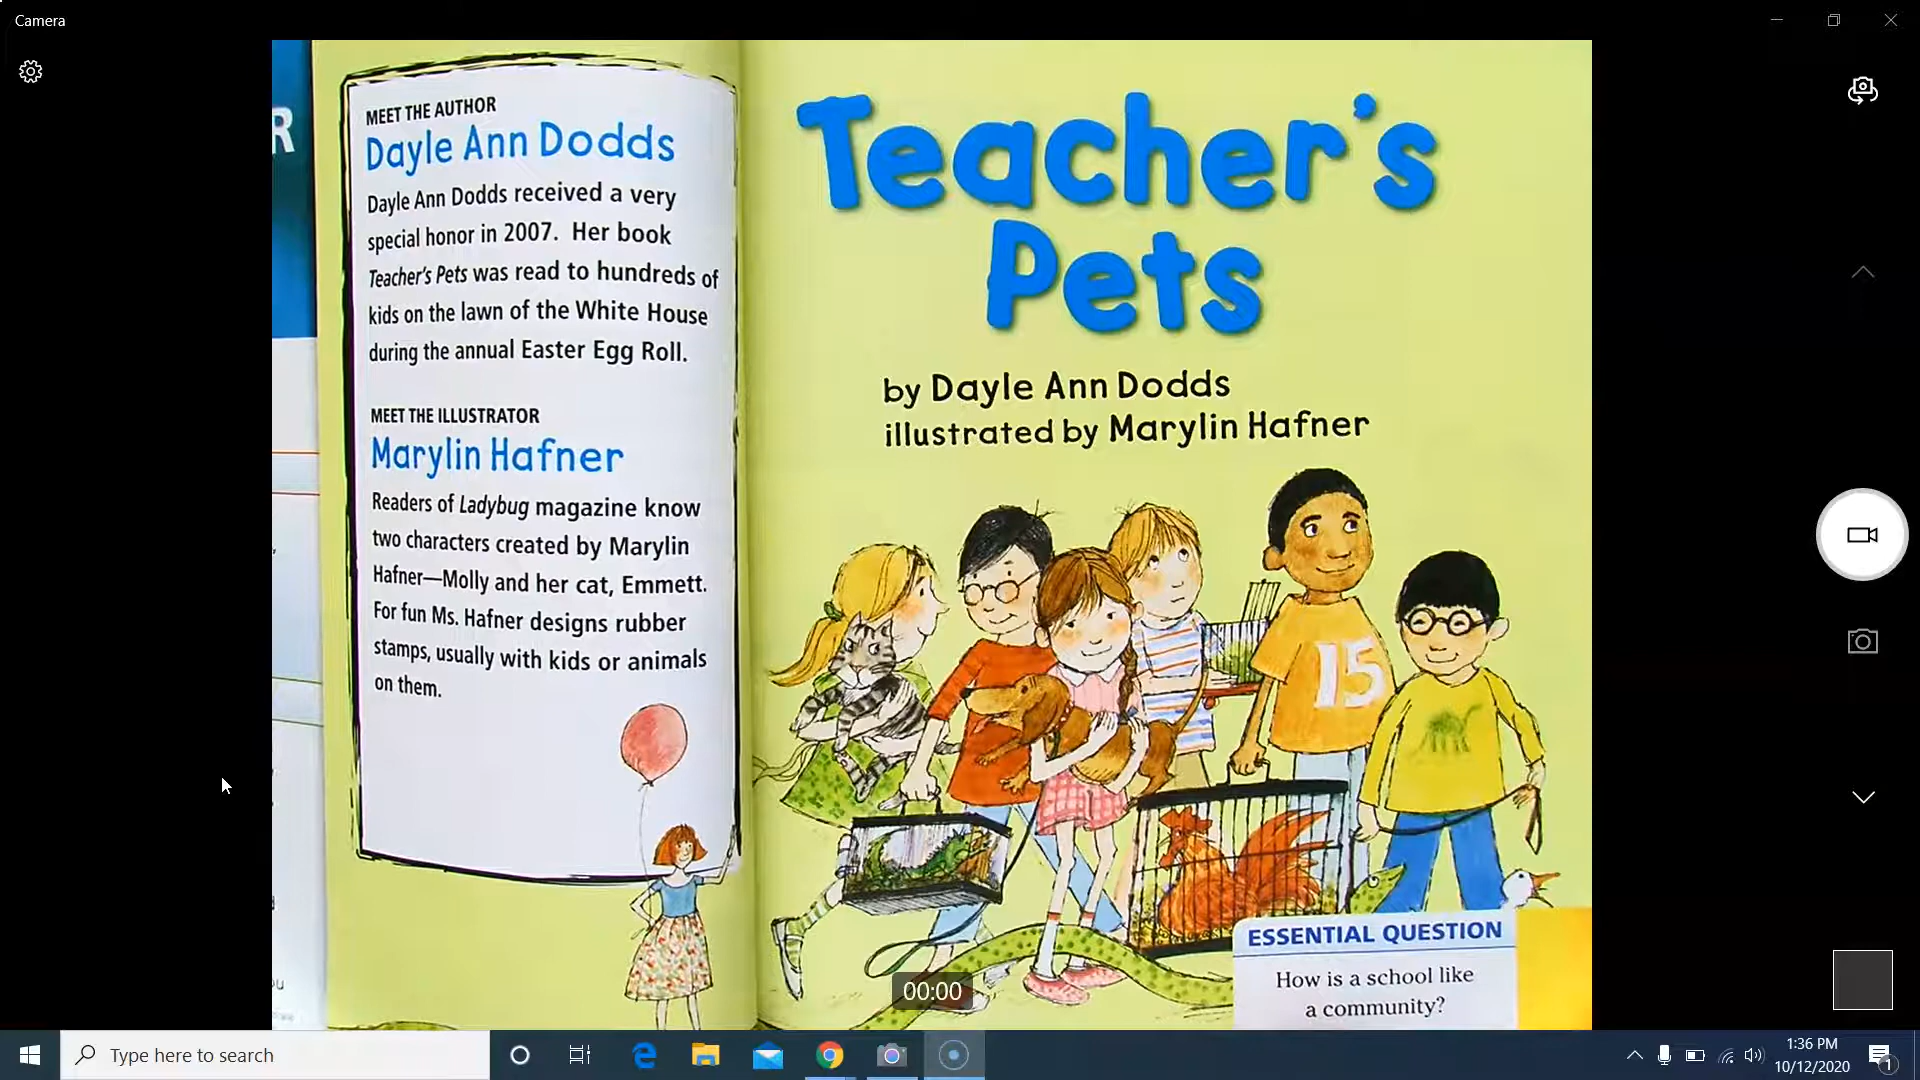 Camera
R
MEET THE AUTHOR
Dayle Ann Dodds
Dayle Ann Dodds received a very
special honor in 2007. Her book
Teacher's Pets was read to hundreds of
kids on the lawn of the White House
during the annual Easter Egg Roll.
MEET THE ILLUSTRATOR
Marylin Hafner
Readers of Ladybug magazine know
two characters created by Marylin
Hafner—Molly and her cat, Emmett.
For fun Ms. Hafner designs rubber
stamps, usually with kids or animals
on them.
Teacher's
Pets
by Dayle Ann Dodds
illustrated by Marylin Hafner
15
ESSENTIAL QUESTION
How is a school like
a community?
00:00
Type here to search
1:36 PM
10/12/2020
1